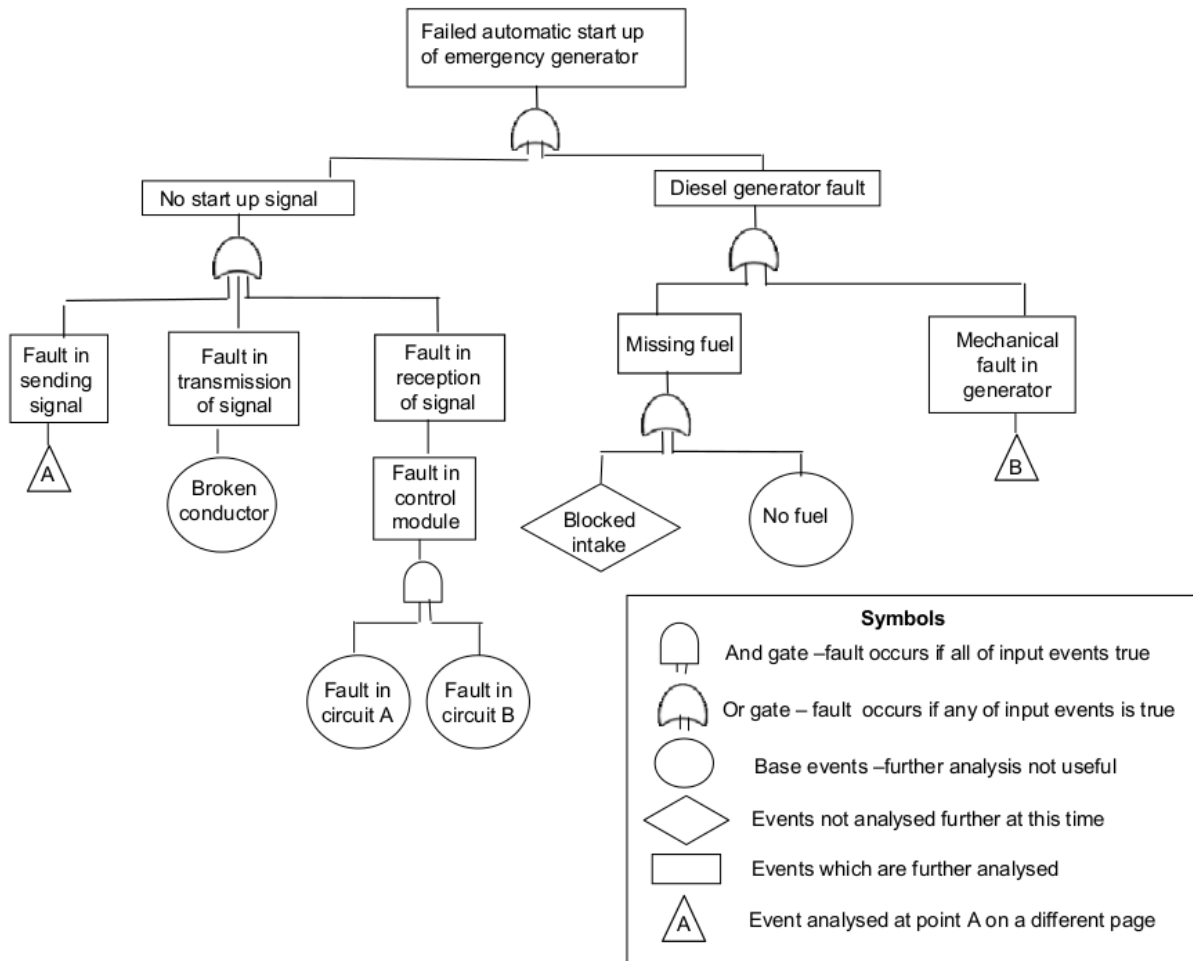 Failed automatic start up
of emergency generator
No start up signal
Diesel generator fault
Fault in
sending
signal
Fault in
transmission
of signal
Fault in
reception
of signal
Missing fuel
Mechanical
fault in
generator
A
Broken
conductor
Fault in
control
module
Blocked
intake
No fuel
B
Fault in
circuit A
Fault in
circuit B
Symbols
And gate –fault occurs if all of input events true
Or gate – fault  occurs if any of input events is true
Base events –further analysis not useful
Events not analysed further at this time
Events which are further analysed
A
Event analysed at point A on a different page